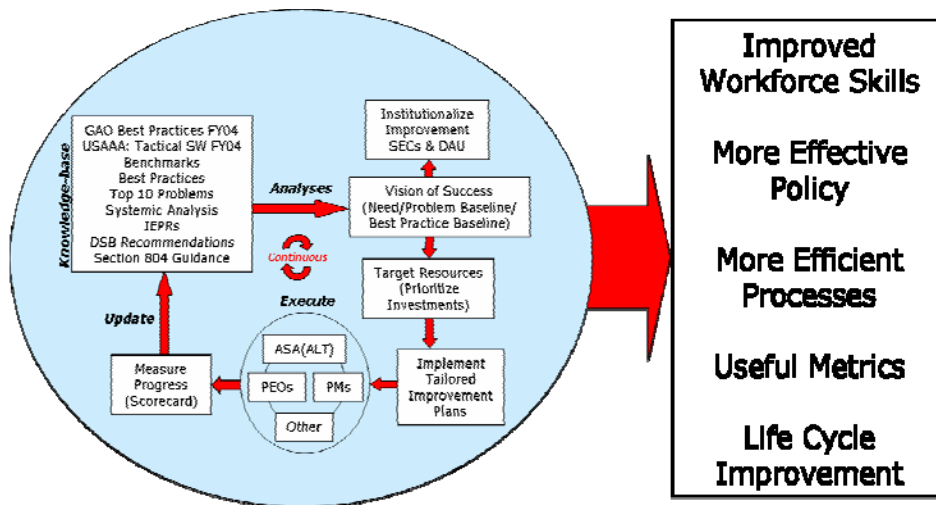 Knowledge-base
GAO Best Practices FY04
USAAA: Tactical SW FY04
Benchmarks
Best Practices
Top 10 Problems
Systemic Analysis
IEPRs
DSB Recommendations
Section 804 Guidance
Analyses
Institutionalize
Improvement
SECs & DAU
Vision of Success
(Need/Problem Baseline/
Best Practice Baseline)
Continuous
Target Resources
(Prioritize
Investments)
Execute
Update
ASA(ALT)
PEOs
PMs
Other
Implement
Tailored
Improvement
Plans
Measure
Progress
(Scorecard)
Improved
Workforce Skills
More Effective
Policy
More Efficient
Processes
Useful Metrics
Life Cycle
Improvement